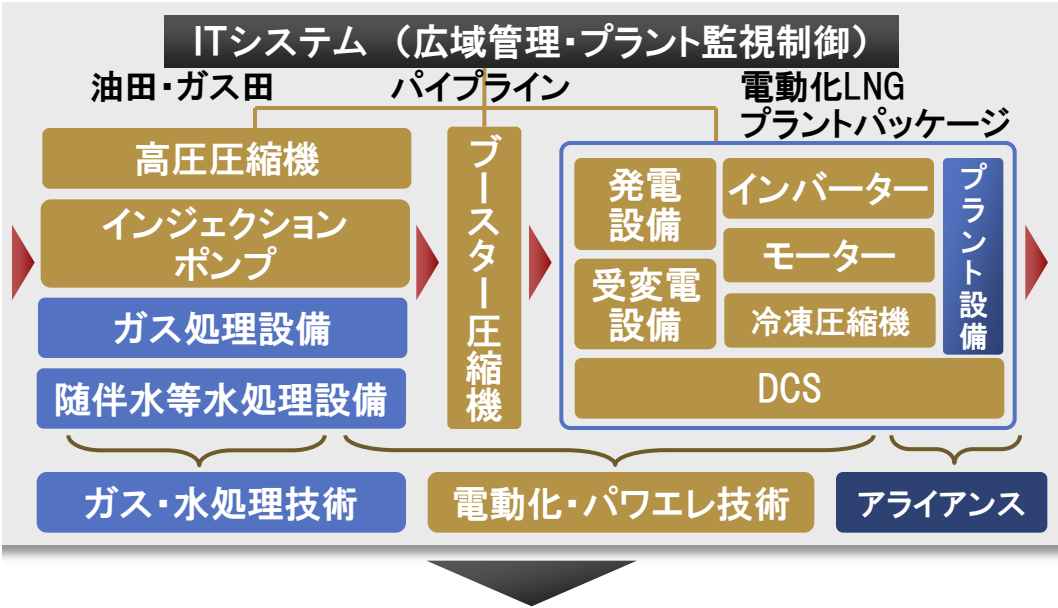 ITシステム （広域管理・プラント監視制御）
油田・ガス田
パイプライン
電動化LNG
プラントパッケージ
高圧圧縮機
インジェクション
ポンプ
ガス処理設備
随伴水等水処理設備
ブースター圧縮機
発電
設備
受変電
設備
インバーター
モーター
冷凍圧縮機
プラント設備
DCS
ガス・水処理技術
電動化・パワエレ技術
アライアンス